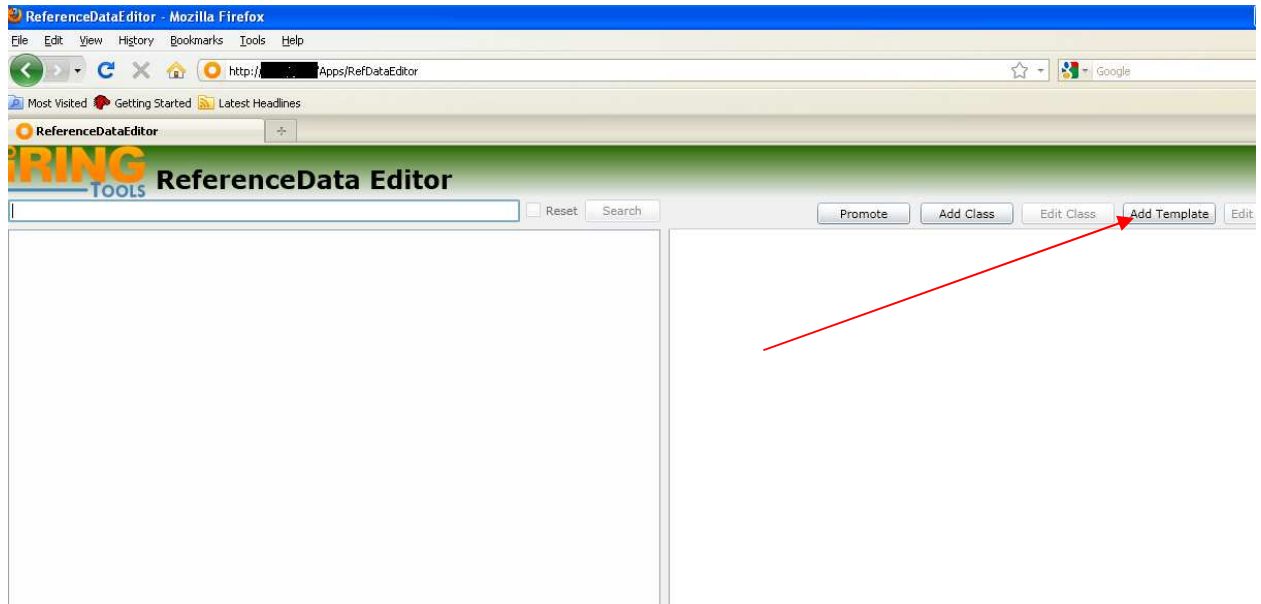 ReferenceDataEditor - Mozilla Firefox
File Edit View History Bookmarks Tools Help
http:// Apps/RefDataEditor Google
Most Visited Getting Started Latest Headlines
ReferenceDataEditor
iRING TOOLS ReferenceData Editor
Reset Search Promote Add Class Edit Class Add Template Edit